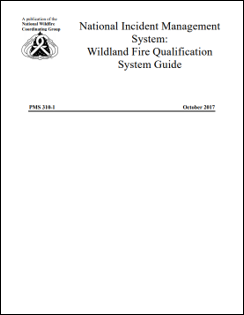 A publication of the
National Wildfire
Coordinating Group
National Incident Management
System:
Wildland Fire Qualification
System Guide
PMS 310-1
October 2017